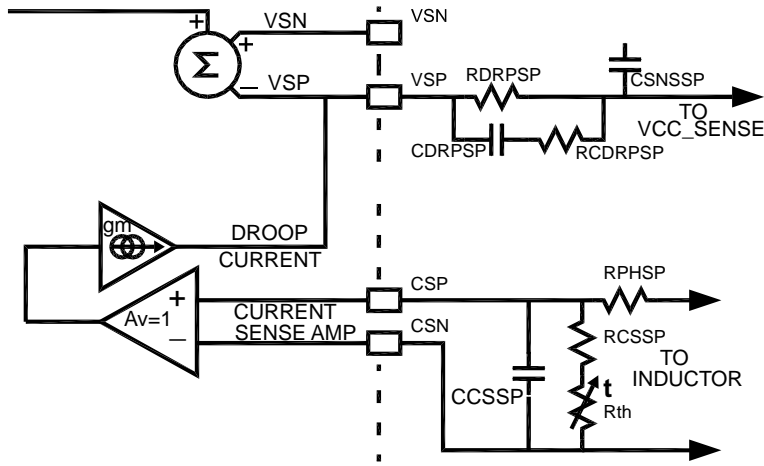 +
VSN
VSN
+
Σ
−
VSP
VSP
RDRPSP
CSNSSP
TO
VCC_SENSE
CDRPSP
RCDRPSP
gm
DROOP
CURRENT
CSP
RPHSP
+
Av=1
−
CURRENT
SENSE AMP
CSN
RCSSP
TO
INDUCTOR
CCSSP
t
Rth